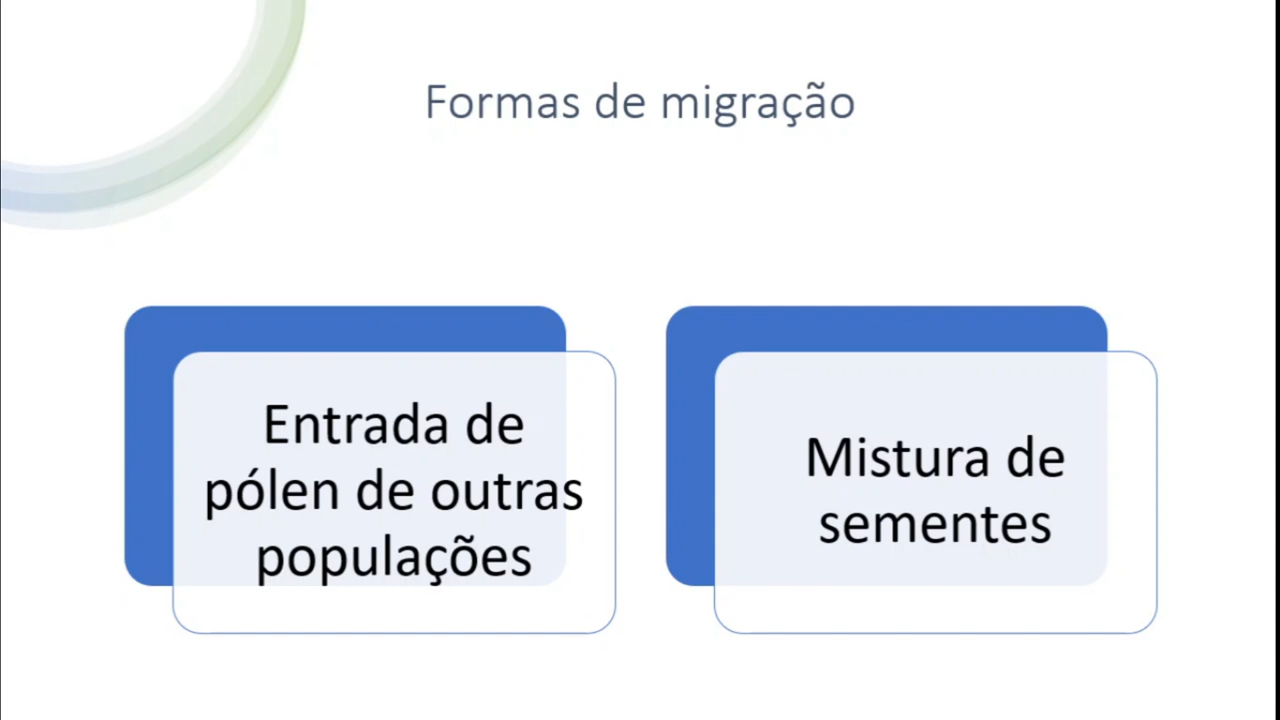 Formas de migração
Entrada de
pólen de outras
populações
Mistura de
sementes